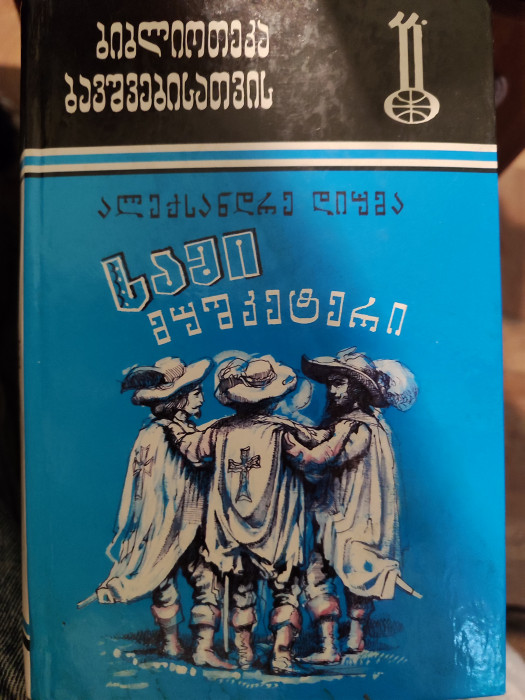 ბიბლიოთეკა
ბავშვებისათვის
ალექსანდრე დიუმა
სამი
მუშკეტერი